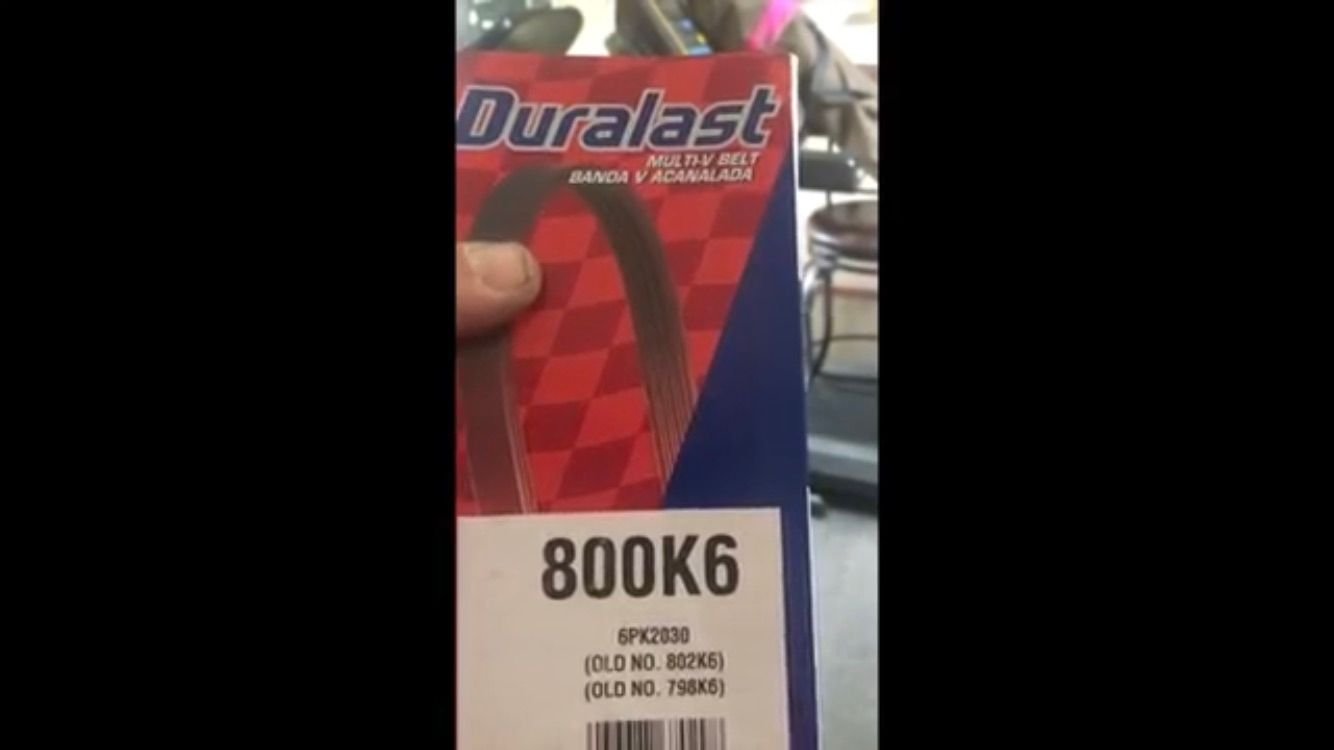 Duralast
MULTI-V BELT
BANDA V ACANALADA
800K6
6PK2030
(OLD NO. 802K6)
(OLD NO. 798K6)